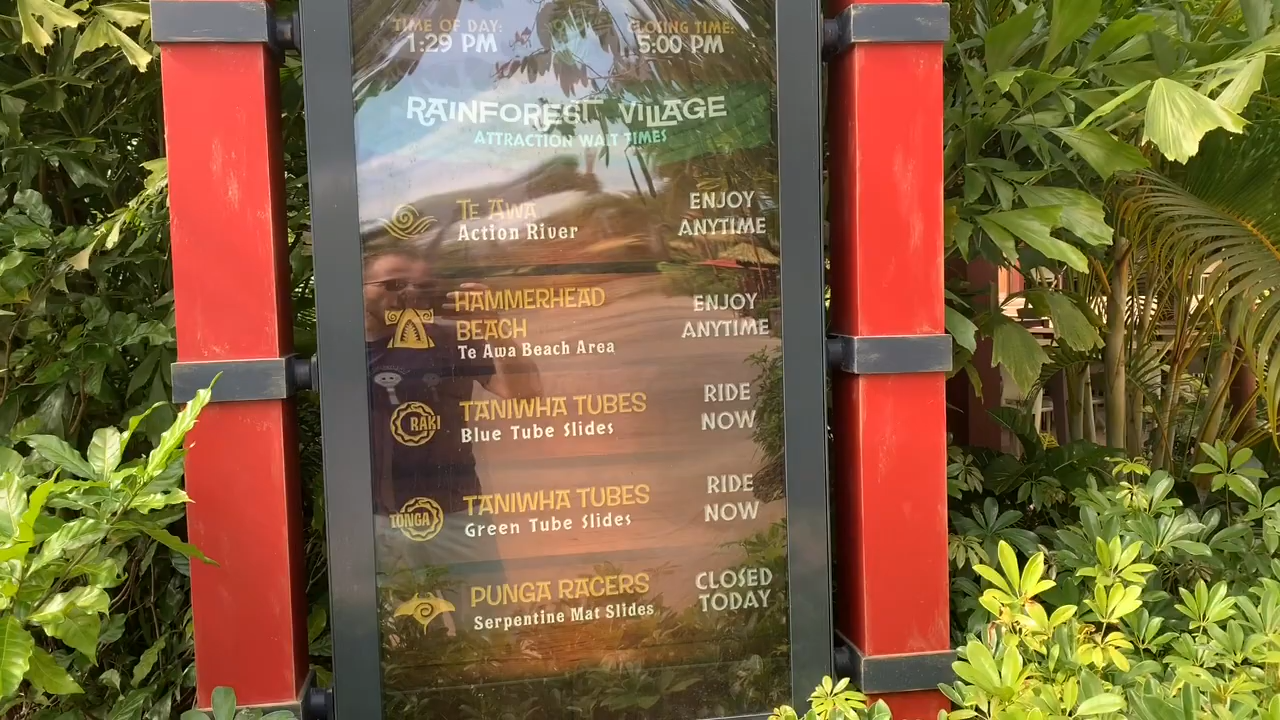 TIME OF DAY: CLOSING TIME:
1:29 PM 5:00 PM
RAINFOREST VILLAGE
ATTRACTION WAIT TIMES
TE AWA
Action River
ENJOY
ANYTIME
HAMMERHEAD
BEACH
Te Awa Beach Area
ENJOY
ANYTIME
RAKI
TANIWHA TUBES
Blue Tube Slides
RIDE
NOW
TONGA
TANIWHA TUBES
Green Tube Slides
RIDE
NOW
PUNGA RACERS
Serpentine Mat Slides
CLOSED
TODAY